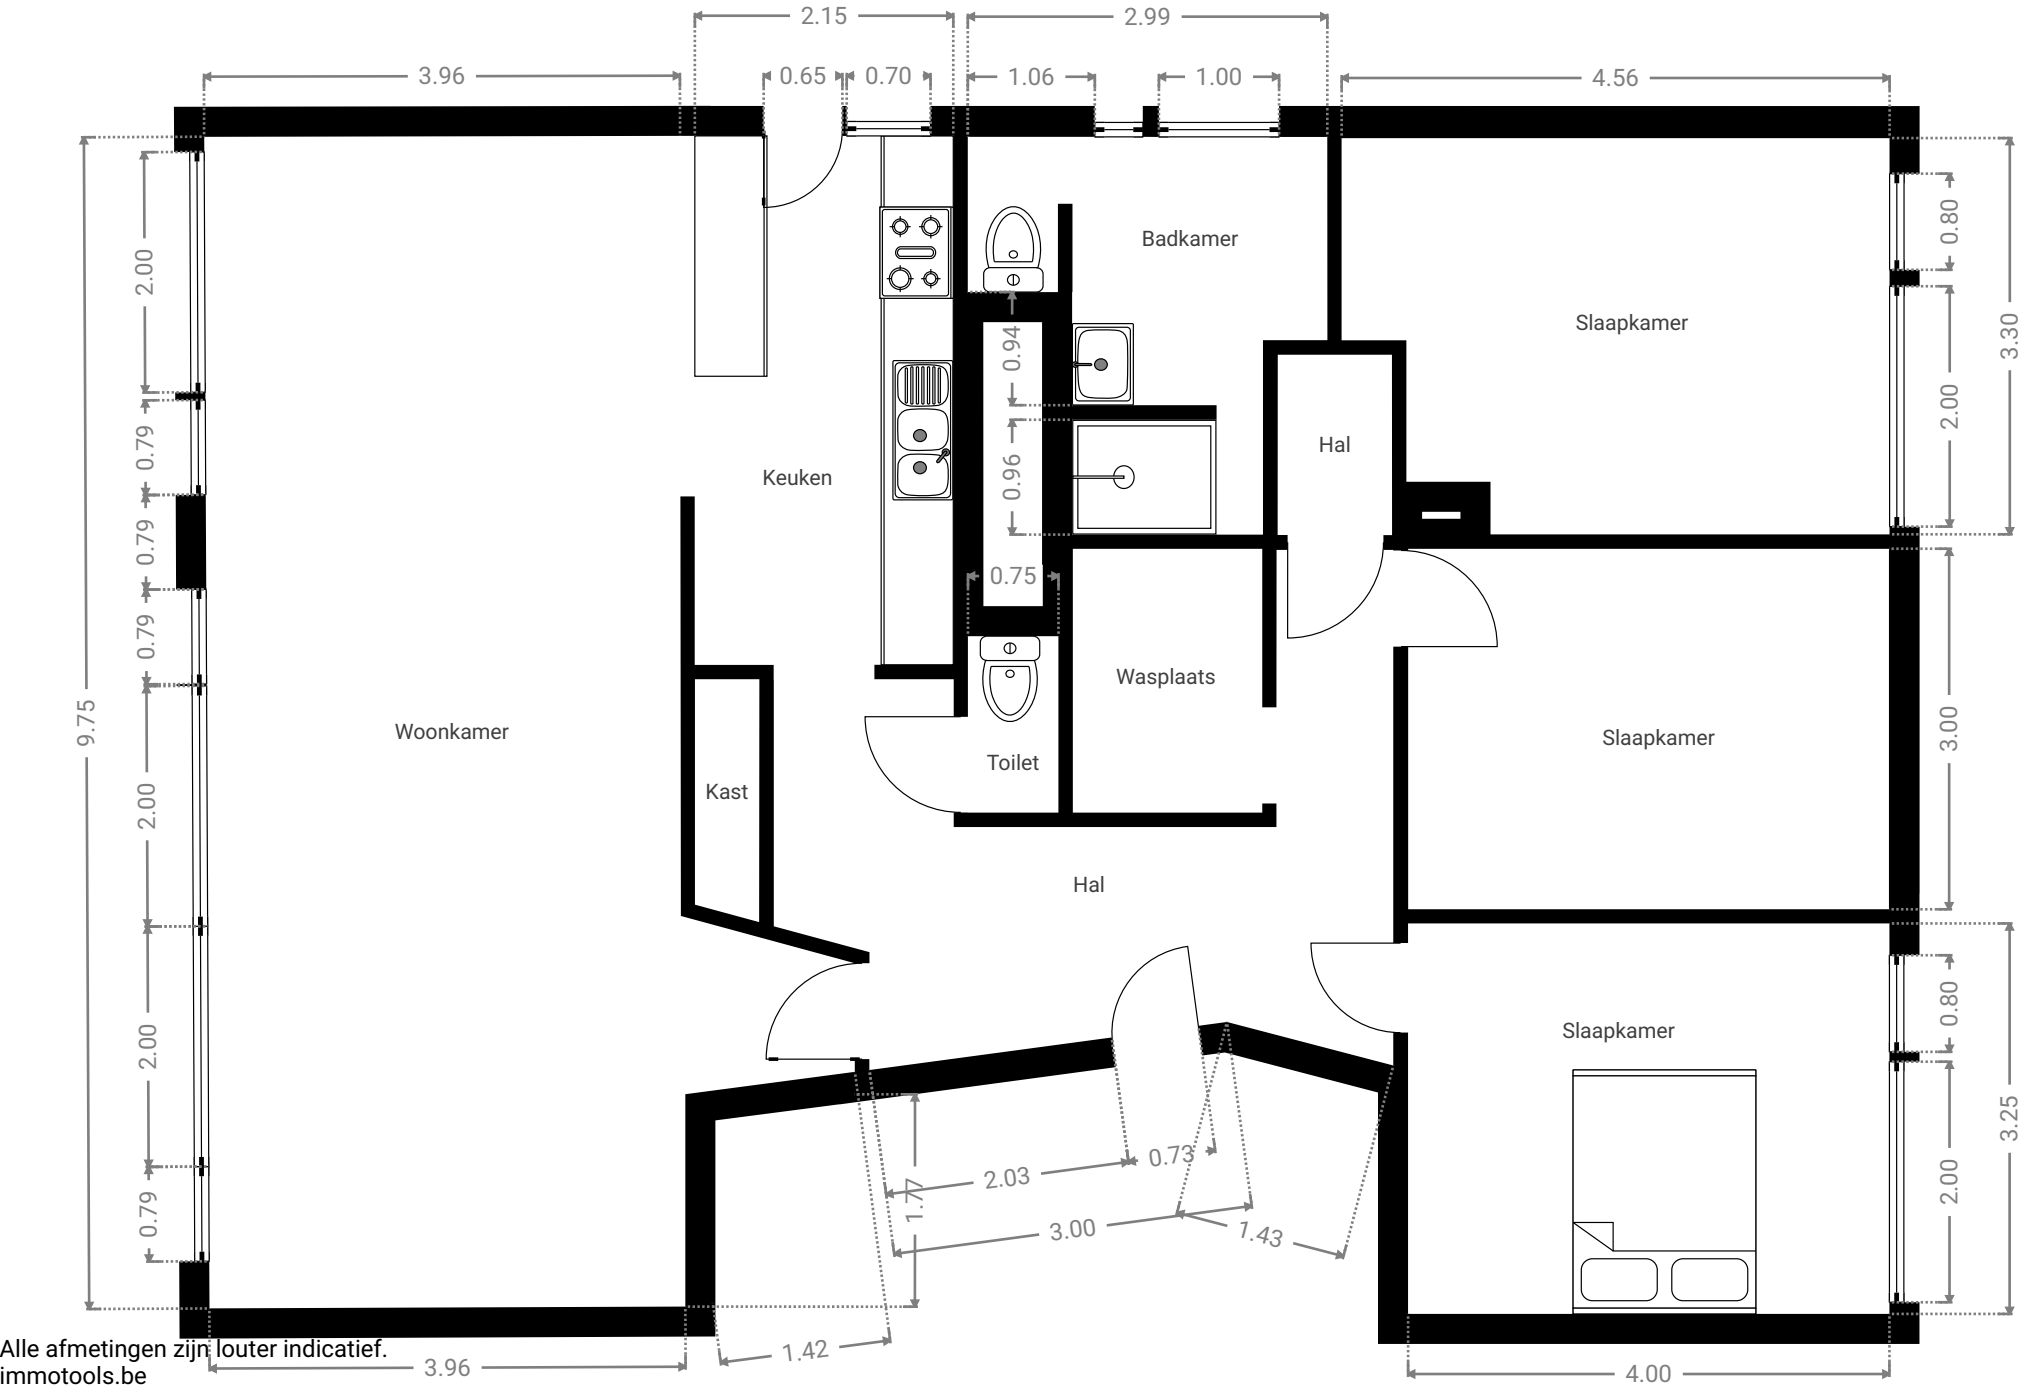 2.15
2.99
3.96
0.65
0.70
1.06
1.00
4.56
2.00
0.79
0.79
0.79
2.00
2.00
0.79
9.75
Badkamer
Slaapkamer
0.80
3.30
2.00
0.94
0.96
0.75
Hal
Keuken
Wasplaats
Woonkamer
Toilet
Kast
Slaapkamer
3.00
Hal
Slaapkamer
0.80
3.25
2.00
2.03
0.73
1.77
3.00
1.43
1.42
3.96
4.00
Alle afmetingen zijn louter indicatief.
immotools.be